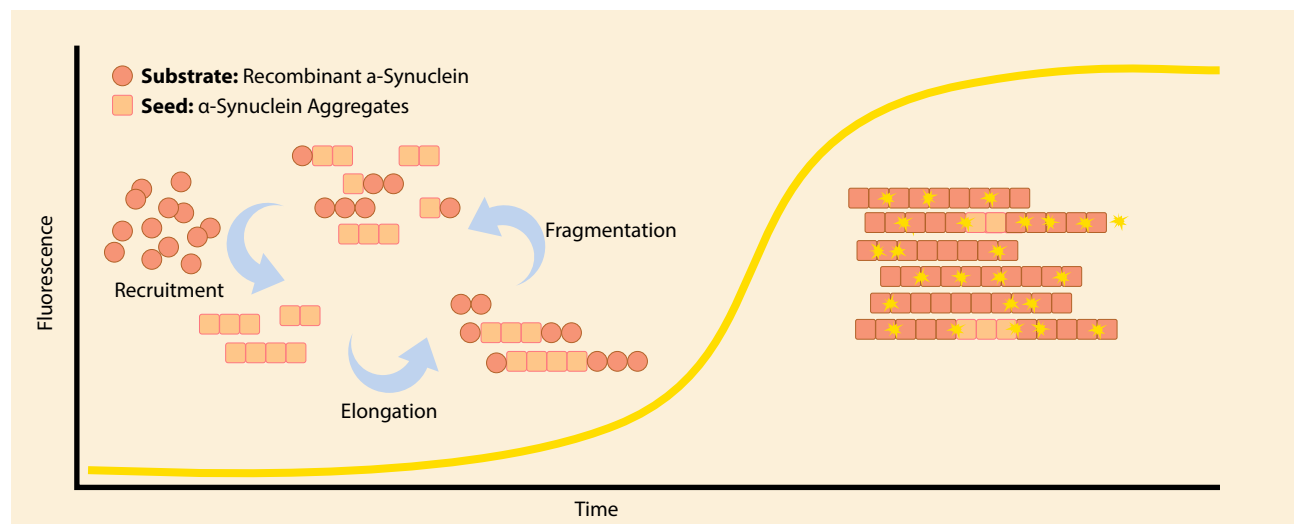 Substrate: Recombinant a-Synuclein
Seed: α-Synuclein Aggregates
Fragmentation
Recruitment
Elongation
Fluorescence
Time